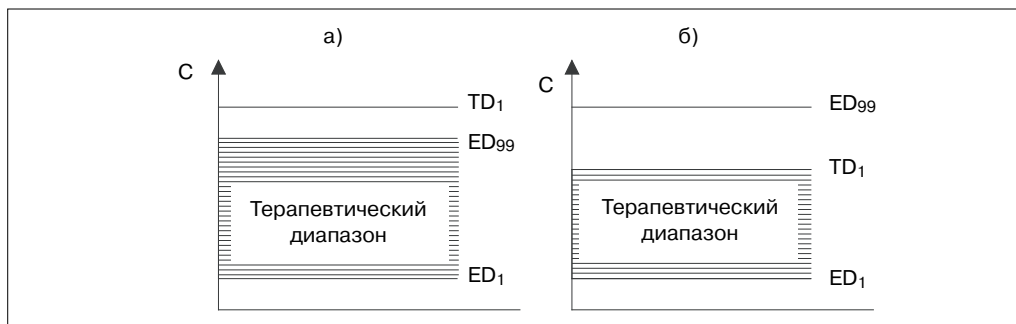 а)
C
TD1
ED99
Терапевтический
диапазон
ED1
б)
C
ED99
TD1
Терапевтический
диапазон
ED1